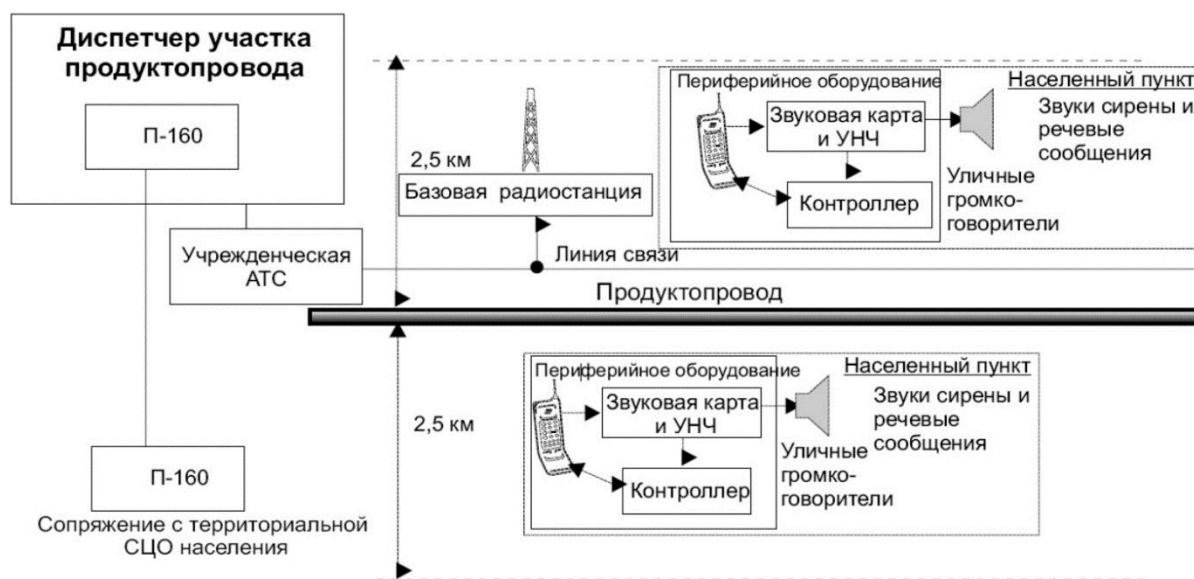 Диспетчер участка
продуктопровода
П-160
Учрежденческая
АТС
П-160
Сопряжение с территориальной
СЦО населения
2,5 км
Базовая радиостанция
Линия связи
Периферийное оборудование
Звуковая карта
и УНЧ
Контроллер
Населенный пункт
Звуки сирены и
речевые
сообщения
Уличные
громко-
говорители
Продуктопровод
2,5 км
Периферийное оборудование
Звуковая карта
и УНЧ
Контроллер
Населенный пункт
Звуки сирены и
речевые
сообщения
Уличные
громко-
говорители